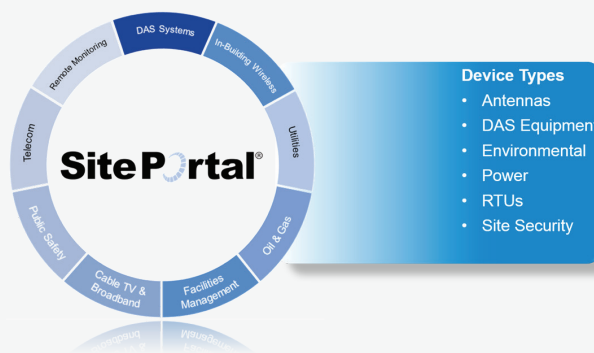 DAS Systems
In-Building Wireless
Utilities
Oil & Gas
Facilities
Management
Cable TV &
Broadband
Public Safety
Telecom
Remote Monitoring
SitePortal®
Device Types
• Antennas
• DAS Equipment
• Environmental
• Power
• RTUs
• Site Security